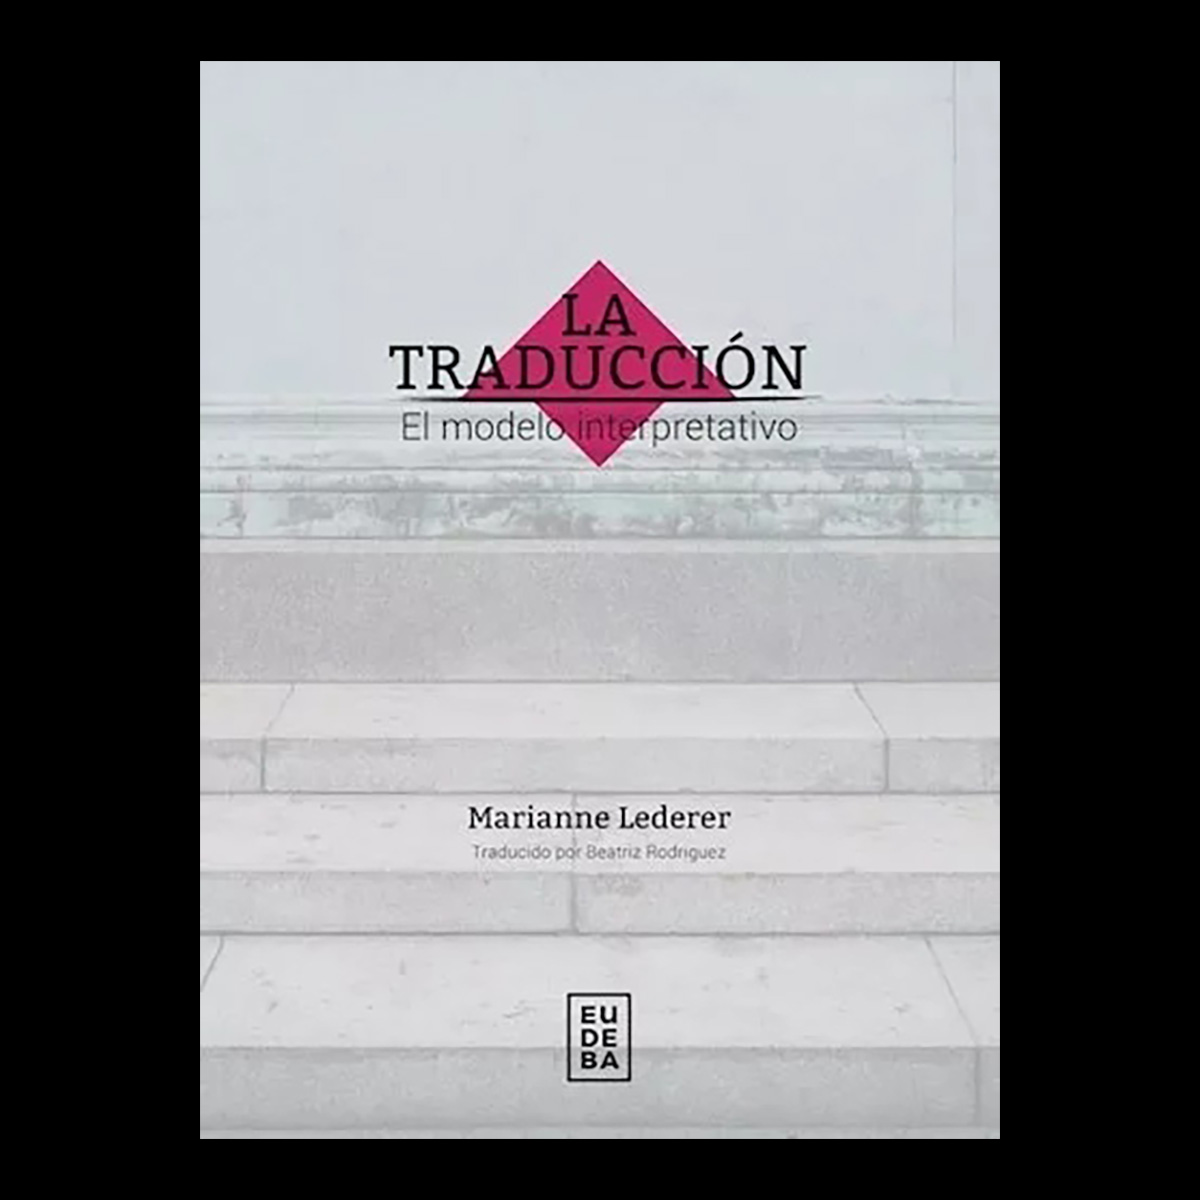 LA
TRADUCCIÓN
El modelo interpretativo
Marianne Lederer
Traducido por Beatriz Rodriguez
EU
DE
BA